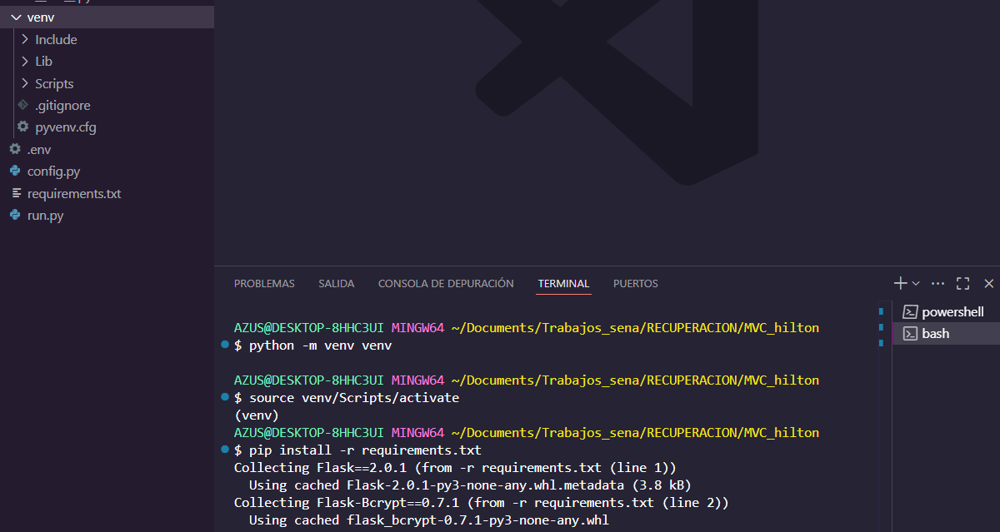 venv
Include
Lib
Scripts
.gitignore
pyvenv.cfg
.env
config.py
requirements.txt
run.py
PROBLEMAS SALIDA CONSOLA DE DEPURACIÓN TERMINAL PUERTOS
powershell
bash
AZUS@DESKTOP-8HHC3UI MINGW64 ~/Documents/Trabajos_sena/RECUPERACION/MVC_hilton
$ python -m venv venv
AZUS@DESKTOP-8HHC3UI MINGW64 ~/Documents/Trabajos_sena/RECUPERACION/MVC_hilton
$ source venv/Scripts/activate
(venv)
AZUS@DESKTOP-8HHC3UI MINGW64 ~/Documents/Trabajos_sena/RECUPERACION/MVC_hilton
$ pip install -r requirements.txt
Collecting Flask==2.0.1 (from -r requirements.txt (line 1))
  Using cached Flask-2.0.1-py3-none-any.whl.metadata (3.8 kB)
Collecting Flask-Bcrypt==0.7.1 (from -r requirements.txt (line 2))
  Using cached flask_bcrypt-0.7.1-py3-none-any.whl